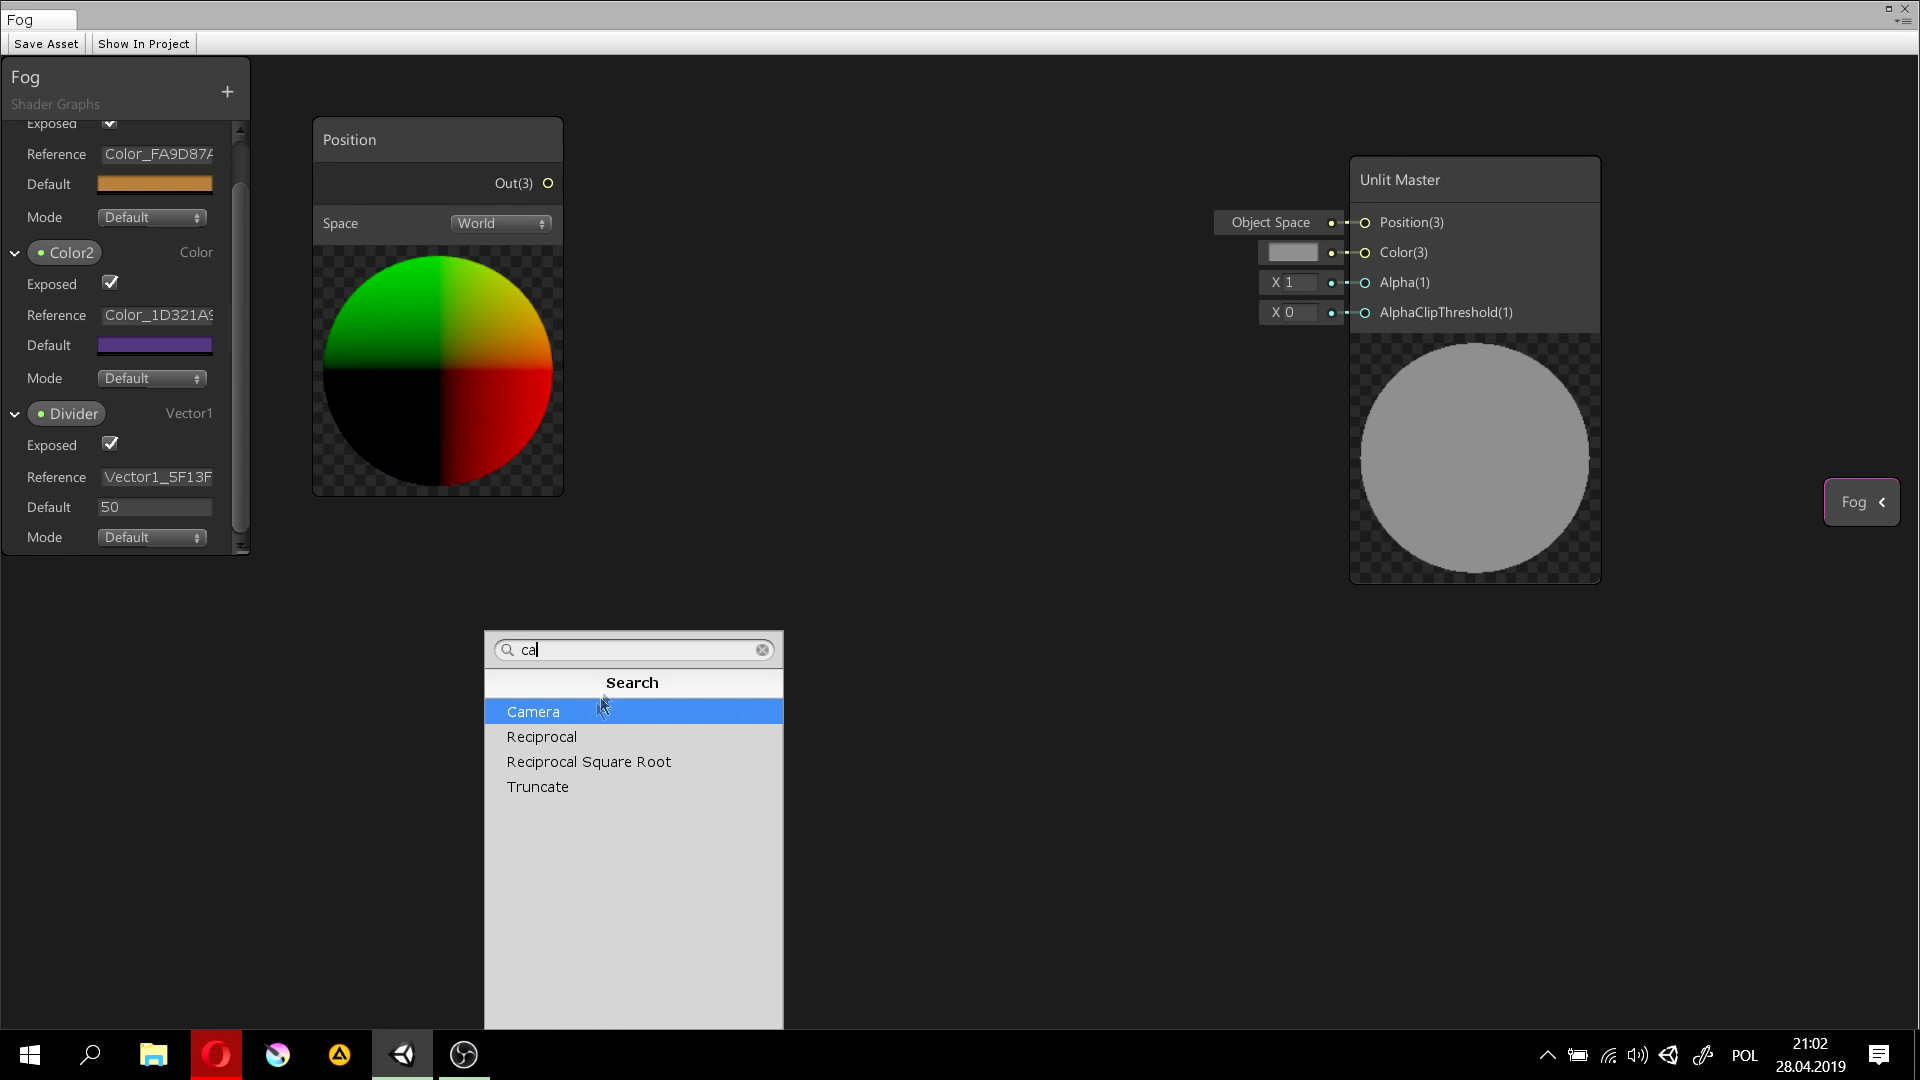 Fog
Save Asset
Show In Project
Fog
+
Shader Graphs
Exposed
Reference Color_FA9D87A
Default
Mode Default
Color2 Color
Exposed
Reference Color_1D321A9
Default
Mode Default
Divider Vector1
Exposed
Reference Vector1_5F13F
Default 50
Mode Default
Position
Out(3)
Space World
Unlit Master
Object Space Position(3)
Color(3)
X 1 Alpha(1)
X 0 AlphaClipThreshold(1)
Fog
ca
Search
Camera
Reciprocal
Reciprocal Square Root
Truncate
POL
21:02
28.04.2019